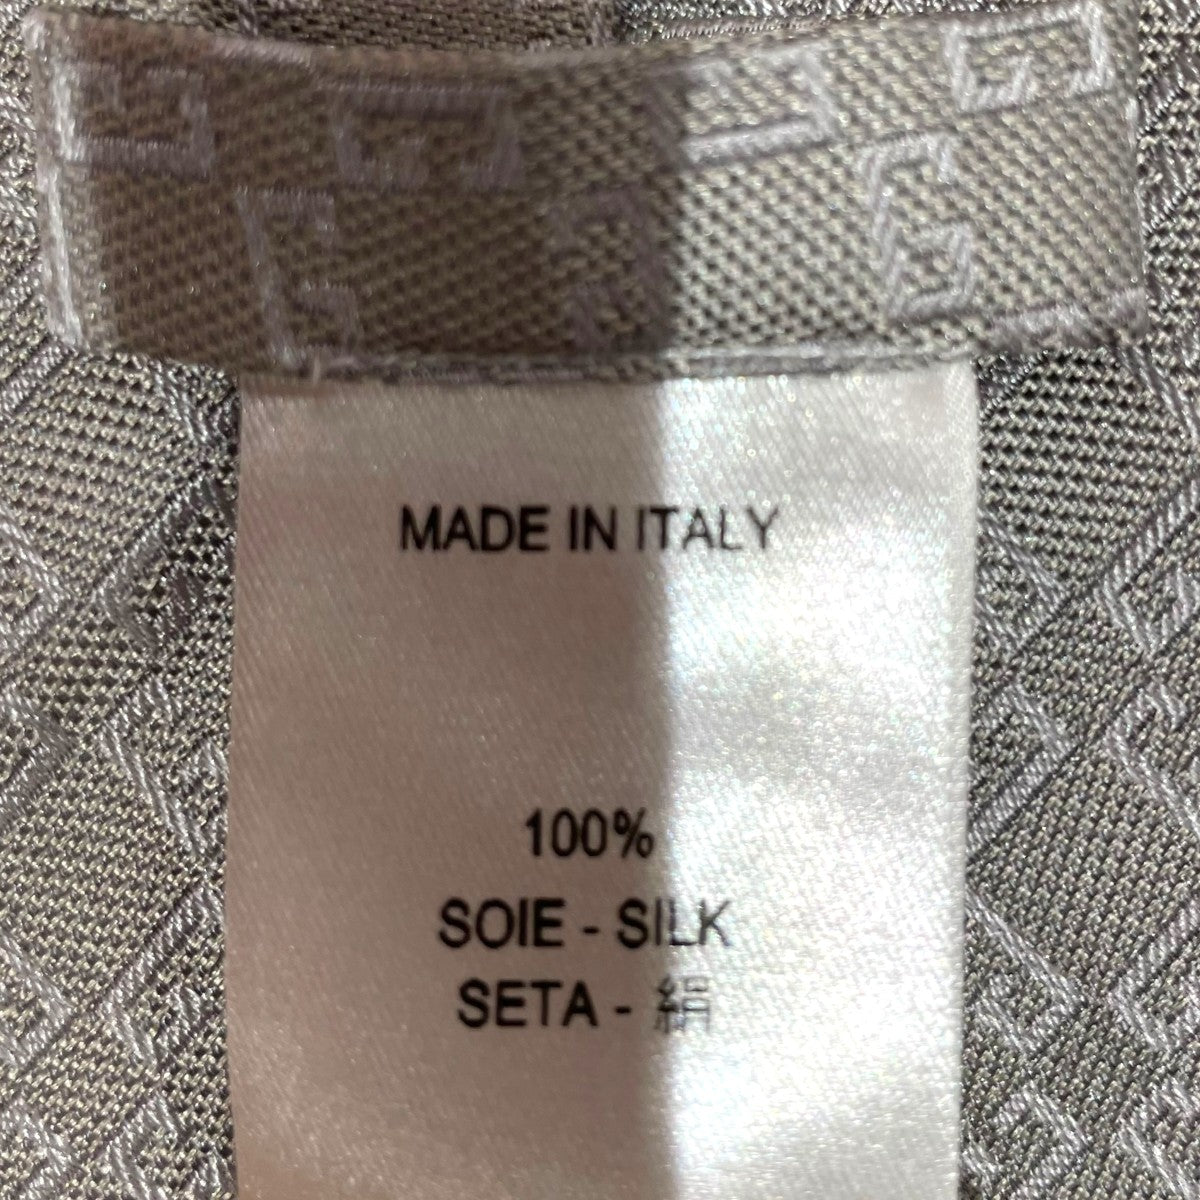 MADE IN ITALY
100%
SOIE - SILK
SETA - 絹